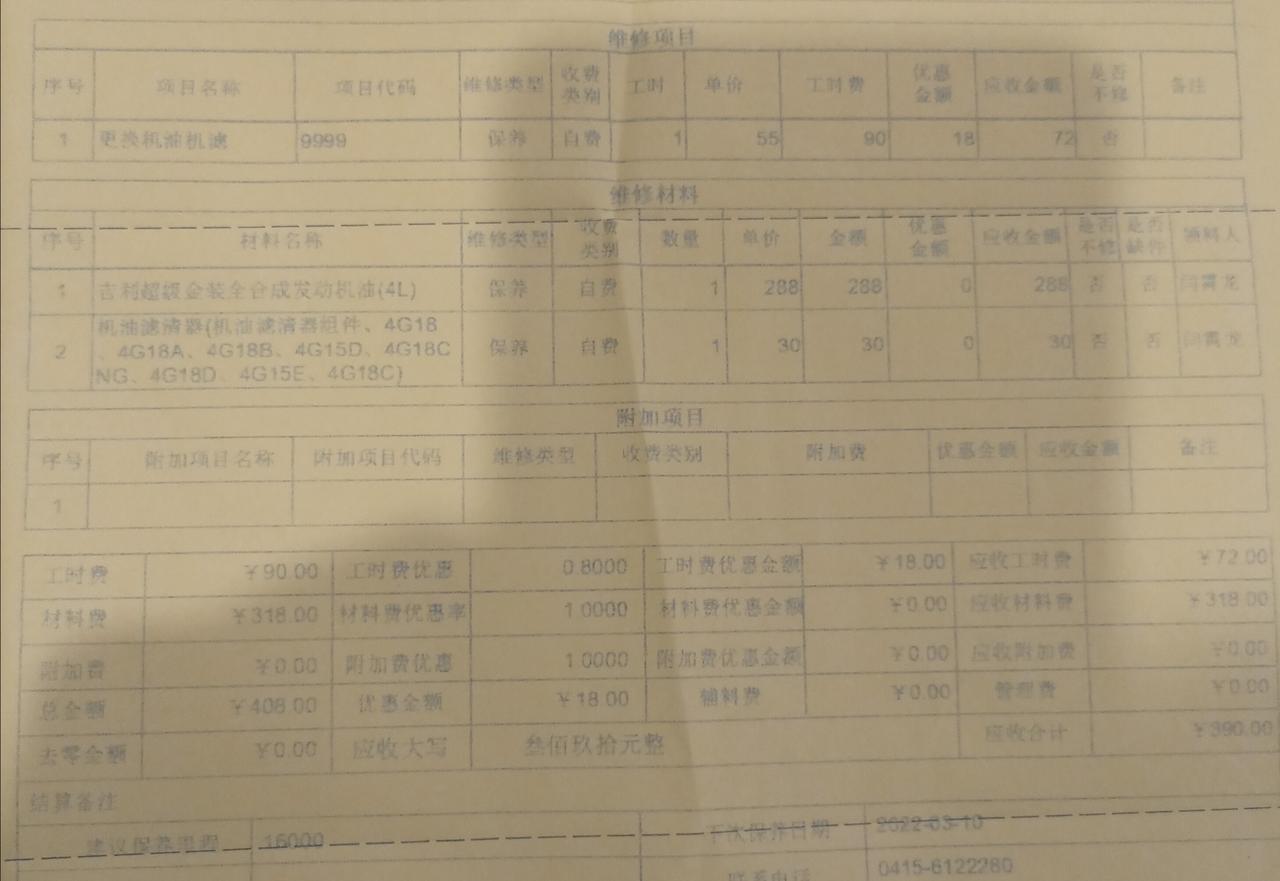 维修项目
序号 项目名称 项目代码 维修类型 收费类别 工时 单价 工时费 优惠金额 应收金额 是否不修 备注
1 更换机油机滤 9999 保养 自费 1 55 90 18 72 否
维修材料
序号 材料名称 维修类型 收费类别 数量 单价 金额 优惠金额 应收金额 是否不修 是否缺件 领料人
1 吉利超级金装全合成发动机油(4L) 保养 自费 1 288 288 0 288 否 否 闫霄龙
2 机油滤清器(机油滤清器组件、4G18
、4G18A、4G18B、4G15D、4G18C
NG、4G18D、4G15E、4G18C) 保养 自费 1 30 30 0 30 否 否 闫霄龙
附加项目
序号 附加项目名称 附加项目代码 维修类型 收费类别 附加费 优惠金额 应收金额 备注
1
工时费 ￥90.00 工时费优惠 0.8000 工时费优惠金额 ￥18.00 应收工时费 ￥72.00
材料费 ￥318.00 材料费优惠率 1.0000 材料费优惠金额 ￥0.00 应收材料费 ￥318.00
附加费 ￥0.00 附加费优惠 1.0000 附加费优惠金额 ￥0.00 应收附加费 ￥0.00
总金额 ￥408.00 优惠金额 ￥18.00 辅料费 ￥0.00 管理费 ￥0.00
去零金额 ￥0.00 应收大写 叁佰玖拾元整 应收合计 ￥390.00
结算备注
建议保养里程 16000 下次保养日期 2022-03-10
联系电话 0415-6122280